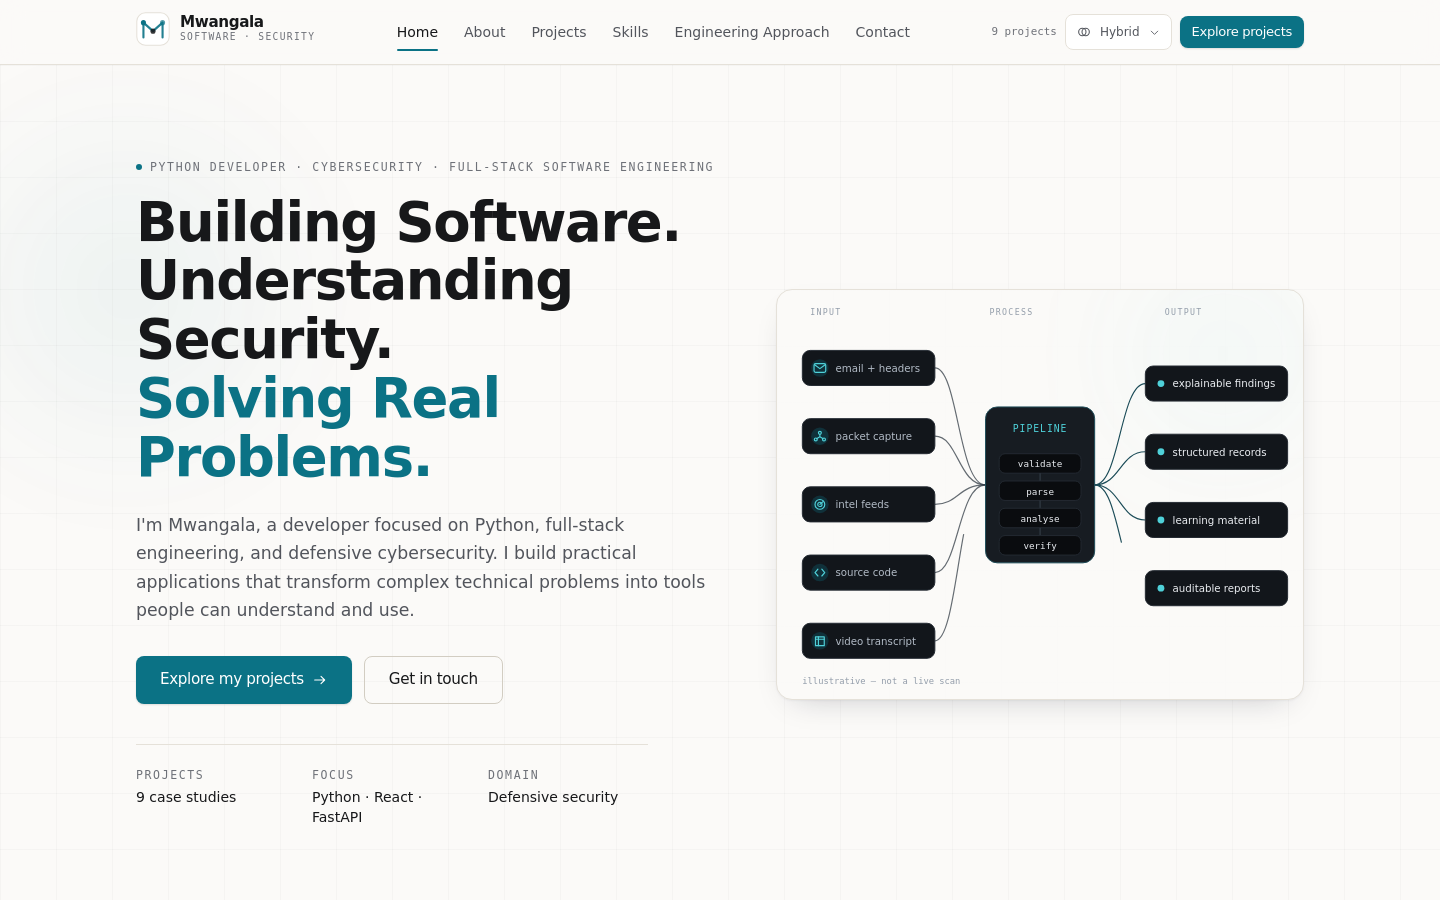 Mwangala
SOFTWARE · SECURITY
Home
About
Projects
Skills
Engineering Approach
Contact
9 projects
Hybrid
Explore projects
PYTHON DEVELOPER · CYBERSECURITY · FULL-STACK SOFTWARE ENGINEERING
Building Software.
Understanding
Security.
Solving Real
Problems.
I'm Mwangala, a developer focused on Python, full-stack
engineering, and defensive cybersecurity. I build practical
applications that transform complex technical problems into tools
people can understand and use.
Explore my projects →
Get in touch
PROJECTS
9 case studies
FOCUS
Python · React ·
FastAPI
DOMAIN
Defensive security
INPUT
email + headers
packet capture
intel feeds
source code
video transcript
PROCESS
PIPELINE
validate
parse
analyse
verify
OUTPUT
explainable findings
structured records
learning material
auditable reports
illustrative — not a live scan